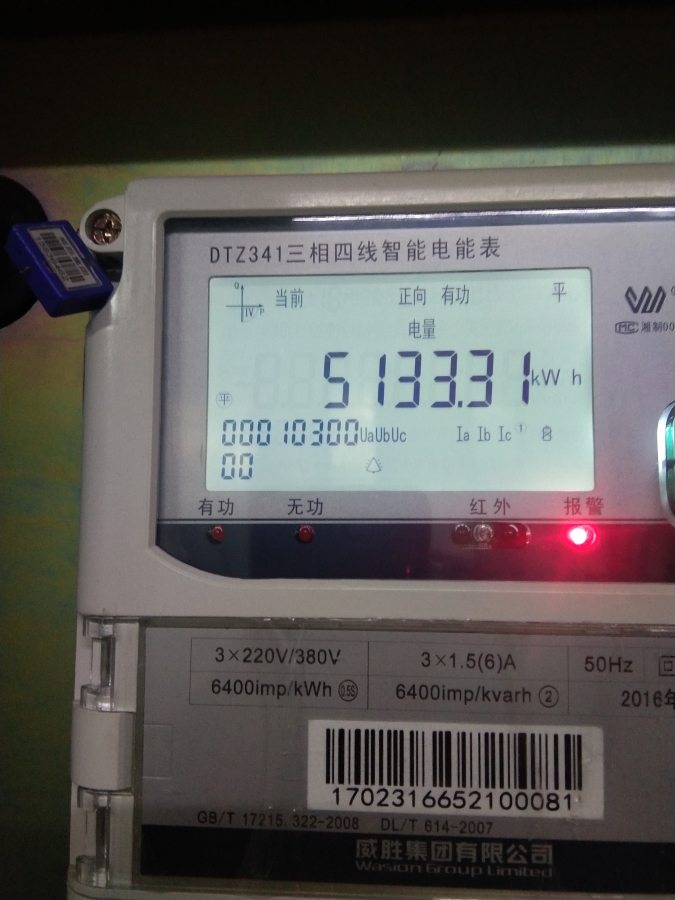 DTZ341三相四线智能电能表
当前 正向 有功 平
电量
5133.31 kWh
平
00010300 UaUbUc Ia Ib Ic
00
有功 无功 红外 报警
3×220V/380V 3×1.5(6)A 50Hz
6400imp/kWh 0.5S 6400imp/kvarh 2 2016年
1702316652100081
GB/T 17215.322-2008 DL/T 614-2007
威胜集团有限公司
Wasion Group Limited